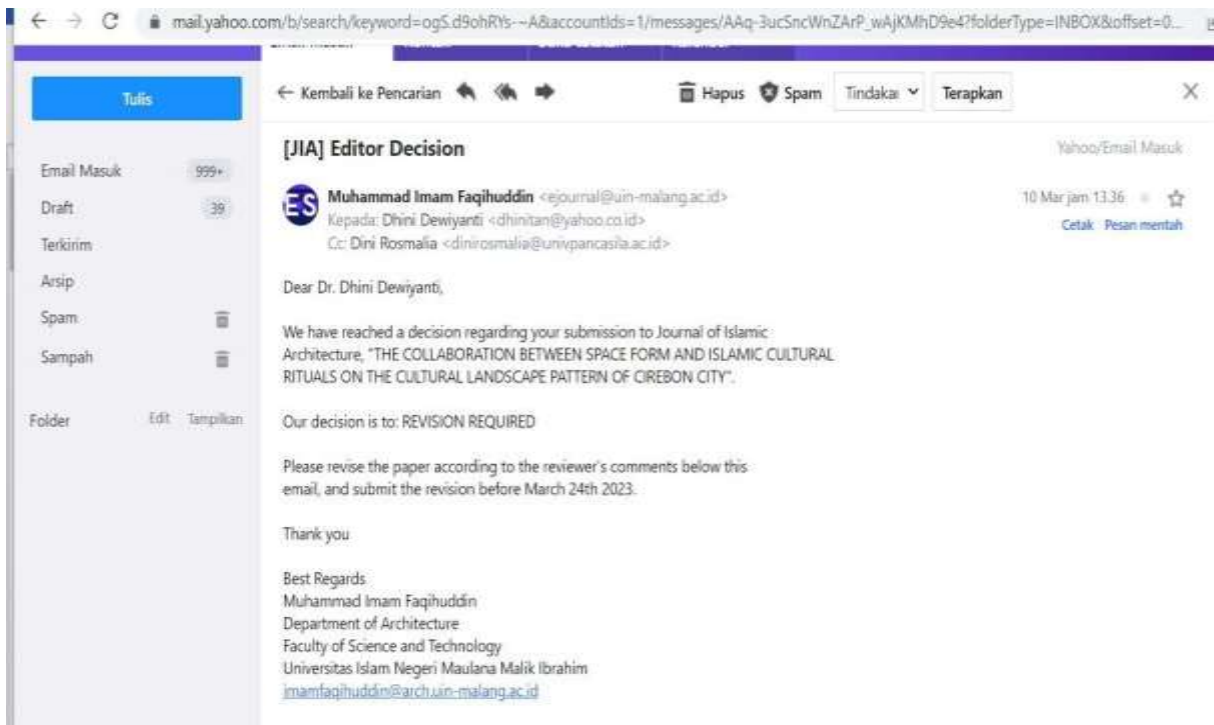 mail.yahoo.com/b/search/keyword=ogS.d9ohRYs-~A&accountIds=1/messages/AAq-3ucSncWnZArP_wAjKMhD9e4?folderType=INBOX&offset=0...
Tulis
← Kembali ke Pencarian Hapus Spam Tindakai Terapkan
[JIA] Editor Decision
Yahoo/Email Masuk
Email Masuk 999+
Draft 39
Terkirim
Arsip
Spam
Sampah
Folder Edit Tampilkan
ES
Muhammad Imam Faqihuddin <ejournal@uin-malang.ac.id>
10 Mar jam 13.36
Kepada: Dhini Dewiyanti <dhinitan@yahoo.co.id>
Cc: Dini Rosmalia <dinirosmalia@univpancasila.ac.id>
Cetak Pesan mentah
Dear Dr. Dhini Dewiyanti,
We have reached a decision regarding your submission to Journal of Islamic
Architecture, "THE COLLABORATION BETWEEN SPACE FORM AND ISLAMIC CULTURAL
RITUALS ON THE CULTURAL LANDSCAPE PATTERN OF CIREBON CITY".
Our decision is to: REVISION REQUIRED
Please revise the paper according to the reviewer's comments below this
email, and submit the revision before March 24th 2023.
Thank you
Best Regards
Muhammad Imam Faqihuddin
Department of Architecture
Faculty of Science and Technology
Universitas Islam Negeri Maulana Malik Ibrahim
imamfaqihuddin@arch.uin-malang.ac.id